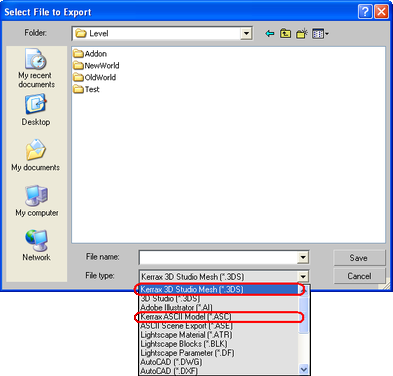 Select File to Export
Folder:
Level
My recent documents
Desktop
My documents
My computer
Network
Addon
NewWorld
OldWorld
Test
File name:
Save
File type:
Kerrax 3D Studio Mesh (*.3DS)
Cancel
Kerrax 3D Studio Mesh (*.3DS)
3D Studio (*.3DS)
Adobe Illustrator (*.AI)
Kerrax ASCII Model (*.ASC)
ASCII Scene Export (*.ASE)
Lightscape Material (*.ATR)
Lightscape Blocks (*.BLK)
Lightscape Parameter (*.DF)
AutoCAD (*.DWG)
AutoCAD (*.DXF)